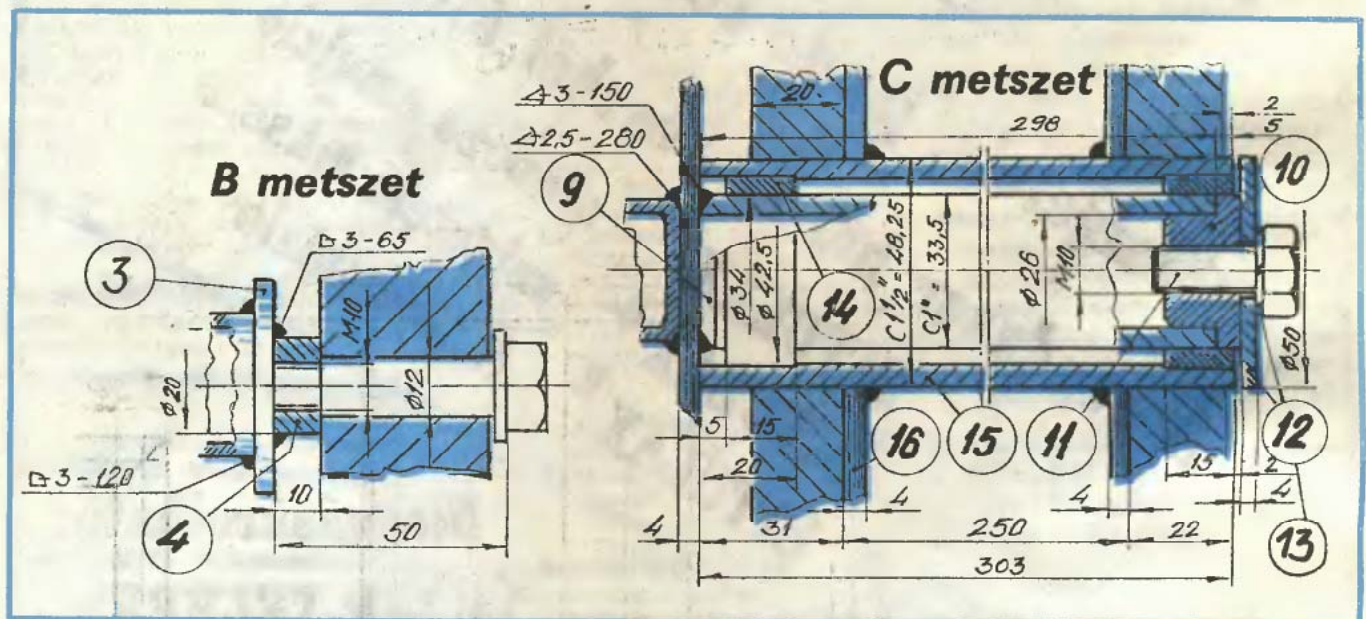 B metszet
3
⊿ 3-65
M10
Ø20
Ø12
⊿ 3-120
10
50
4
C metszet
⊿ 3-150
⊿ 2,5-280
9
20
298
2
5
10
Ø34
Ø42,5
14
C1 1/2" = 48,25
C1" = 33,5
Ø26
M10
Ø50
5
15
20
16
15
11
12
15
2
4
31
4
250
4
22
4
303
13